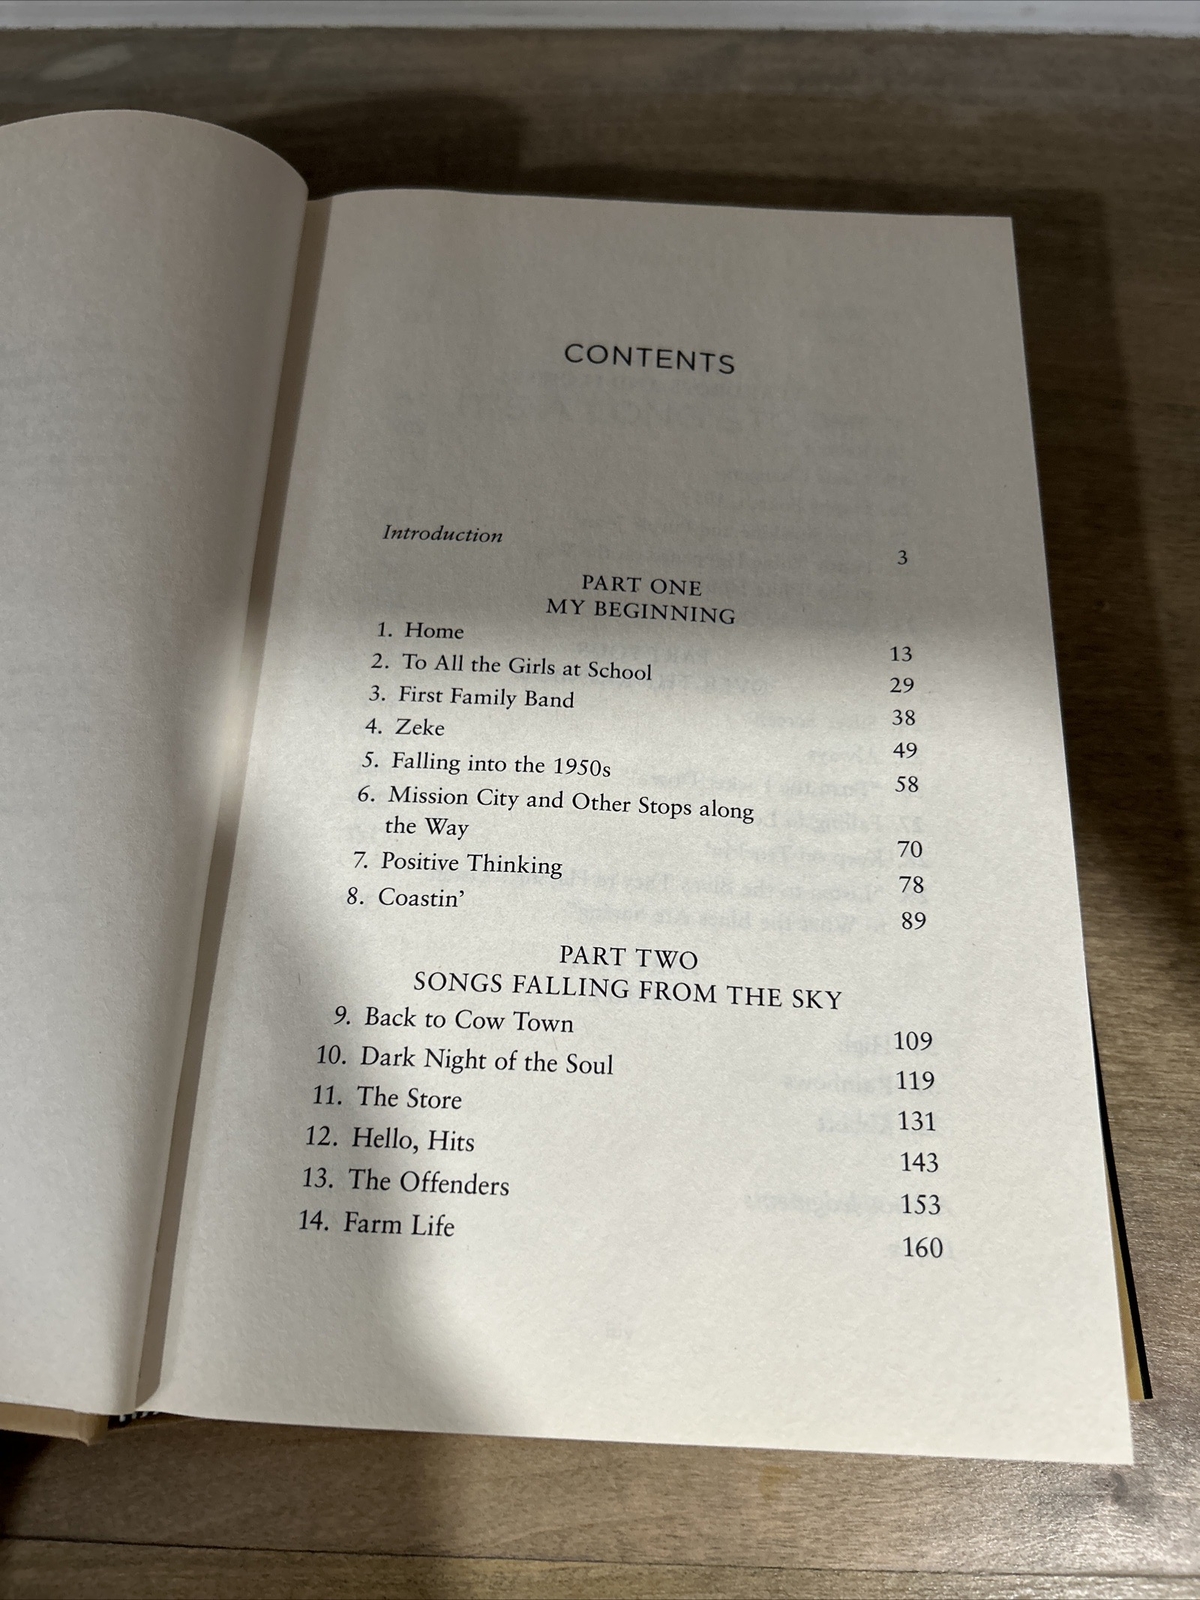 CONTENTS
Introduction 3
PART ONE
MY BEGINNING
1. Home 13
2. To All the Girls at School 29
3. First Family Band 38
4. Zeke 49
5. Falling into the 1950s 58
6. Mission City and Other Stops along
the Way 70
7. Positive Thinking 78
8. Coastin’ 89
PART TWO
SONGS FALLING FROM THE SKY
9. Back to Cow Town 109
10. Dark Night of the Soul 119
11. The Store 131
12. Hello, Hits 143
13. The Offenders 153
14. Farm Life 160